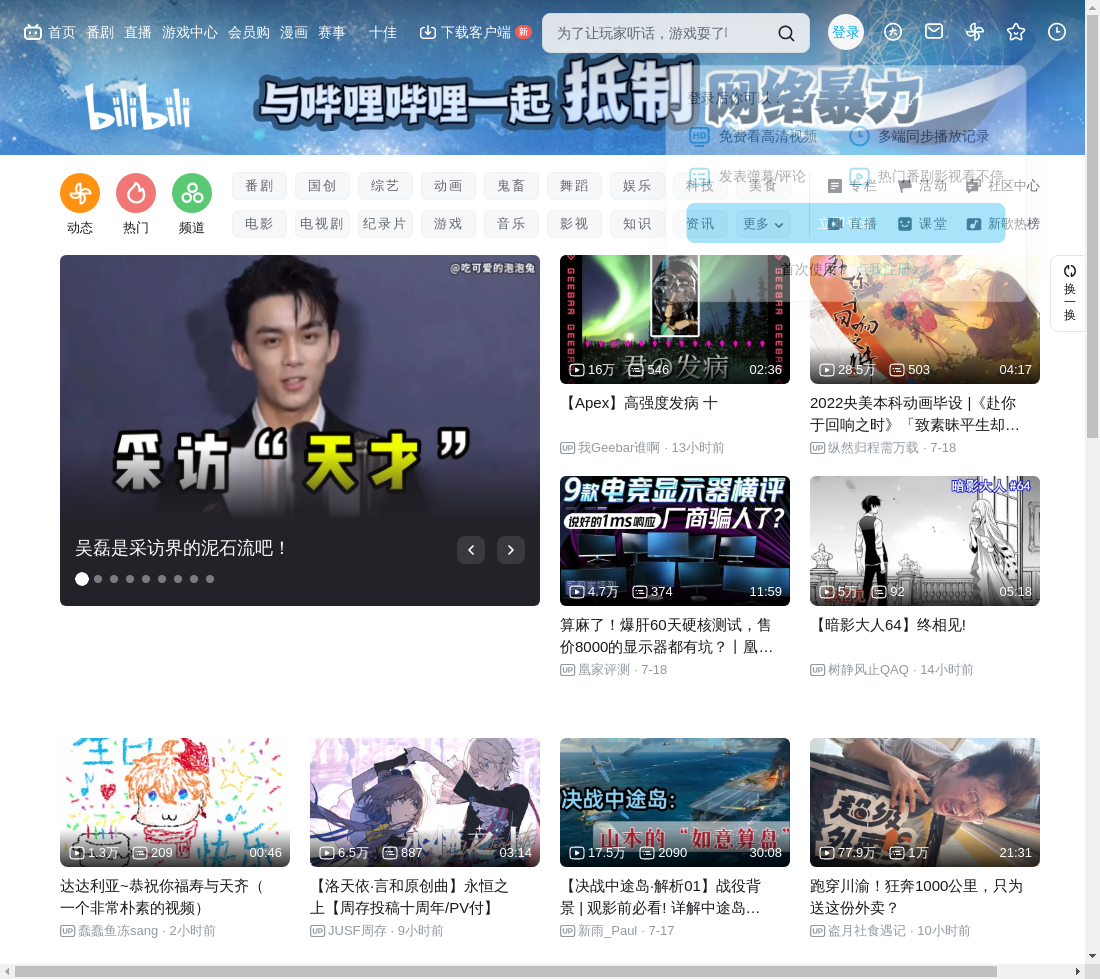 首页 番剧 直播 游戏中心 会员购 漫画 赛事 十佳 下载客户端 新 为了让玩家听话，游戏耍了 登录
bilibili
与哔哩哔哩一起 抵制 网络暴力
登录后你可以：
免费看高清视频 多端同步播放记录
发表弹幕/评论 热门番剧影视看不停
首次使用？ 点我注册
动态 热门 频道
番剧 国创 综艺 动画 鬼畜 舞蹈 娱乐 科技 美食 专栏 活动 社区中心
电影 电视剧 纪录片 游戏 音乐 影视 知识 资讯 更多 直播 课堂 新歌热榜
换一换
@吃可爱的泡泡兔
采访“天才”
吴磊是采访界的泥石流吧！
GEEBAR GEEBAR
君の发病
16万 546 02:36
【Apex】高强度发病 十
我Geebar谁啊 · 13小时前
28.5万 503 04:17
2022央美本科动画毕设 |《赴你
于回响之时》「致素昧平生却…
纵然归程需万载 · 7-18
9款电竞显示器横评
说好的1ms响应 厂商骗人了?
4.7万 374 11:59
算麻了！爆肝60天硬核测试，售
价8000的显示器都有坑？丨凰…
凰家评测 · 7-18
暗影大人 #64
5万 92 05:18
【暗影大人64】终相见!
树静风止QAQ · 14小时前
生日
快乐
1.3万 209 00:46
达达利亚~恭祝你福寿与天齐（
一个非常朴素的视频）
蠢蠢鱼冻sang · 2小时前
6.5万 887 03:14
【洛天依·言和原创曲】永恒之
上【周存投稿十周年/PV付】
JUSF周存 · 9小时前
决战中途岛:
山本的“如意算盘”
17.5万 2090 30:08
【决战中途岛·解析01】战役背
景 | 观影前必看! 详解中途岛…
新雨_Paul · 7-17
超级
外
77.9万 1万 21:31
跑穿川渝！狂奔1000公里，只为
送这份外卖？
盗月社食遇记 · 10小时前